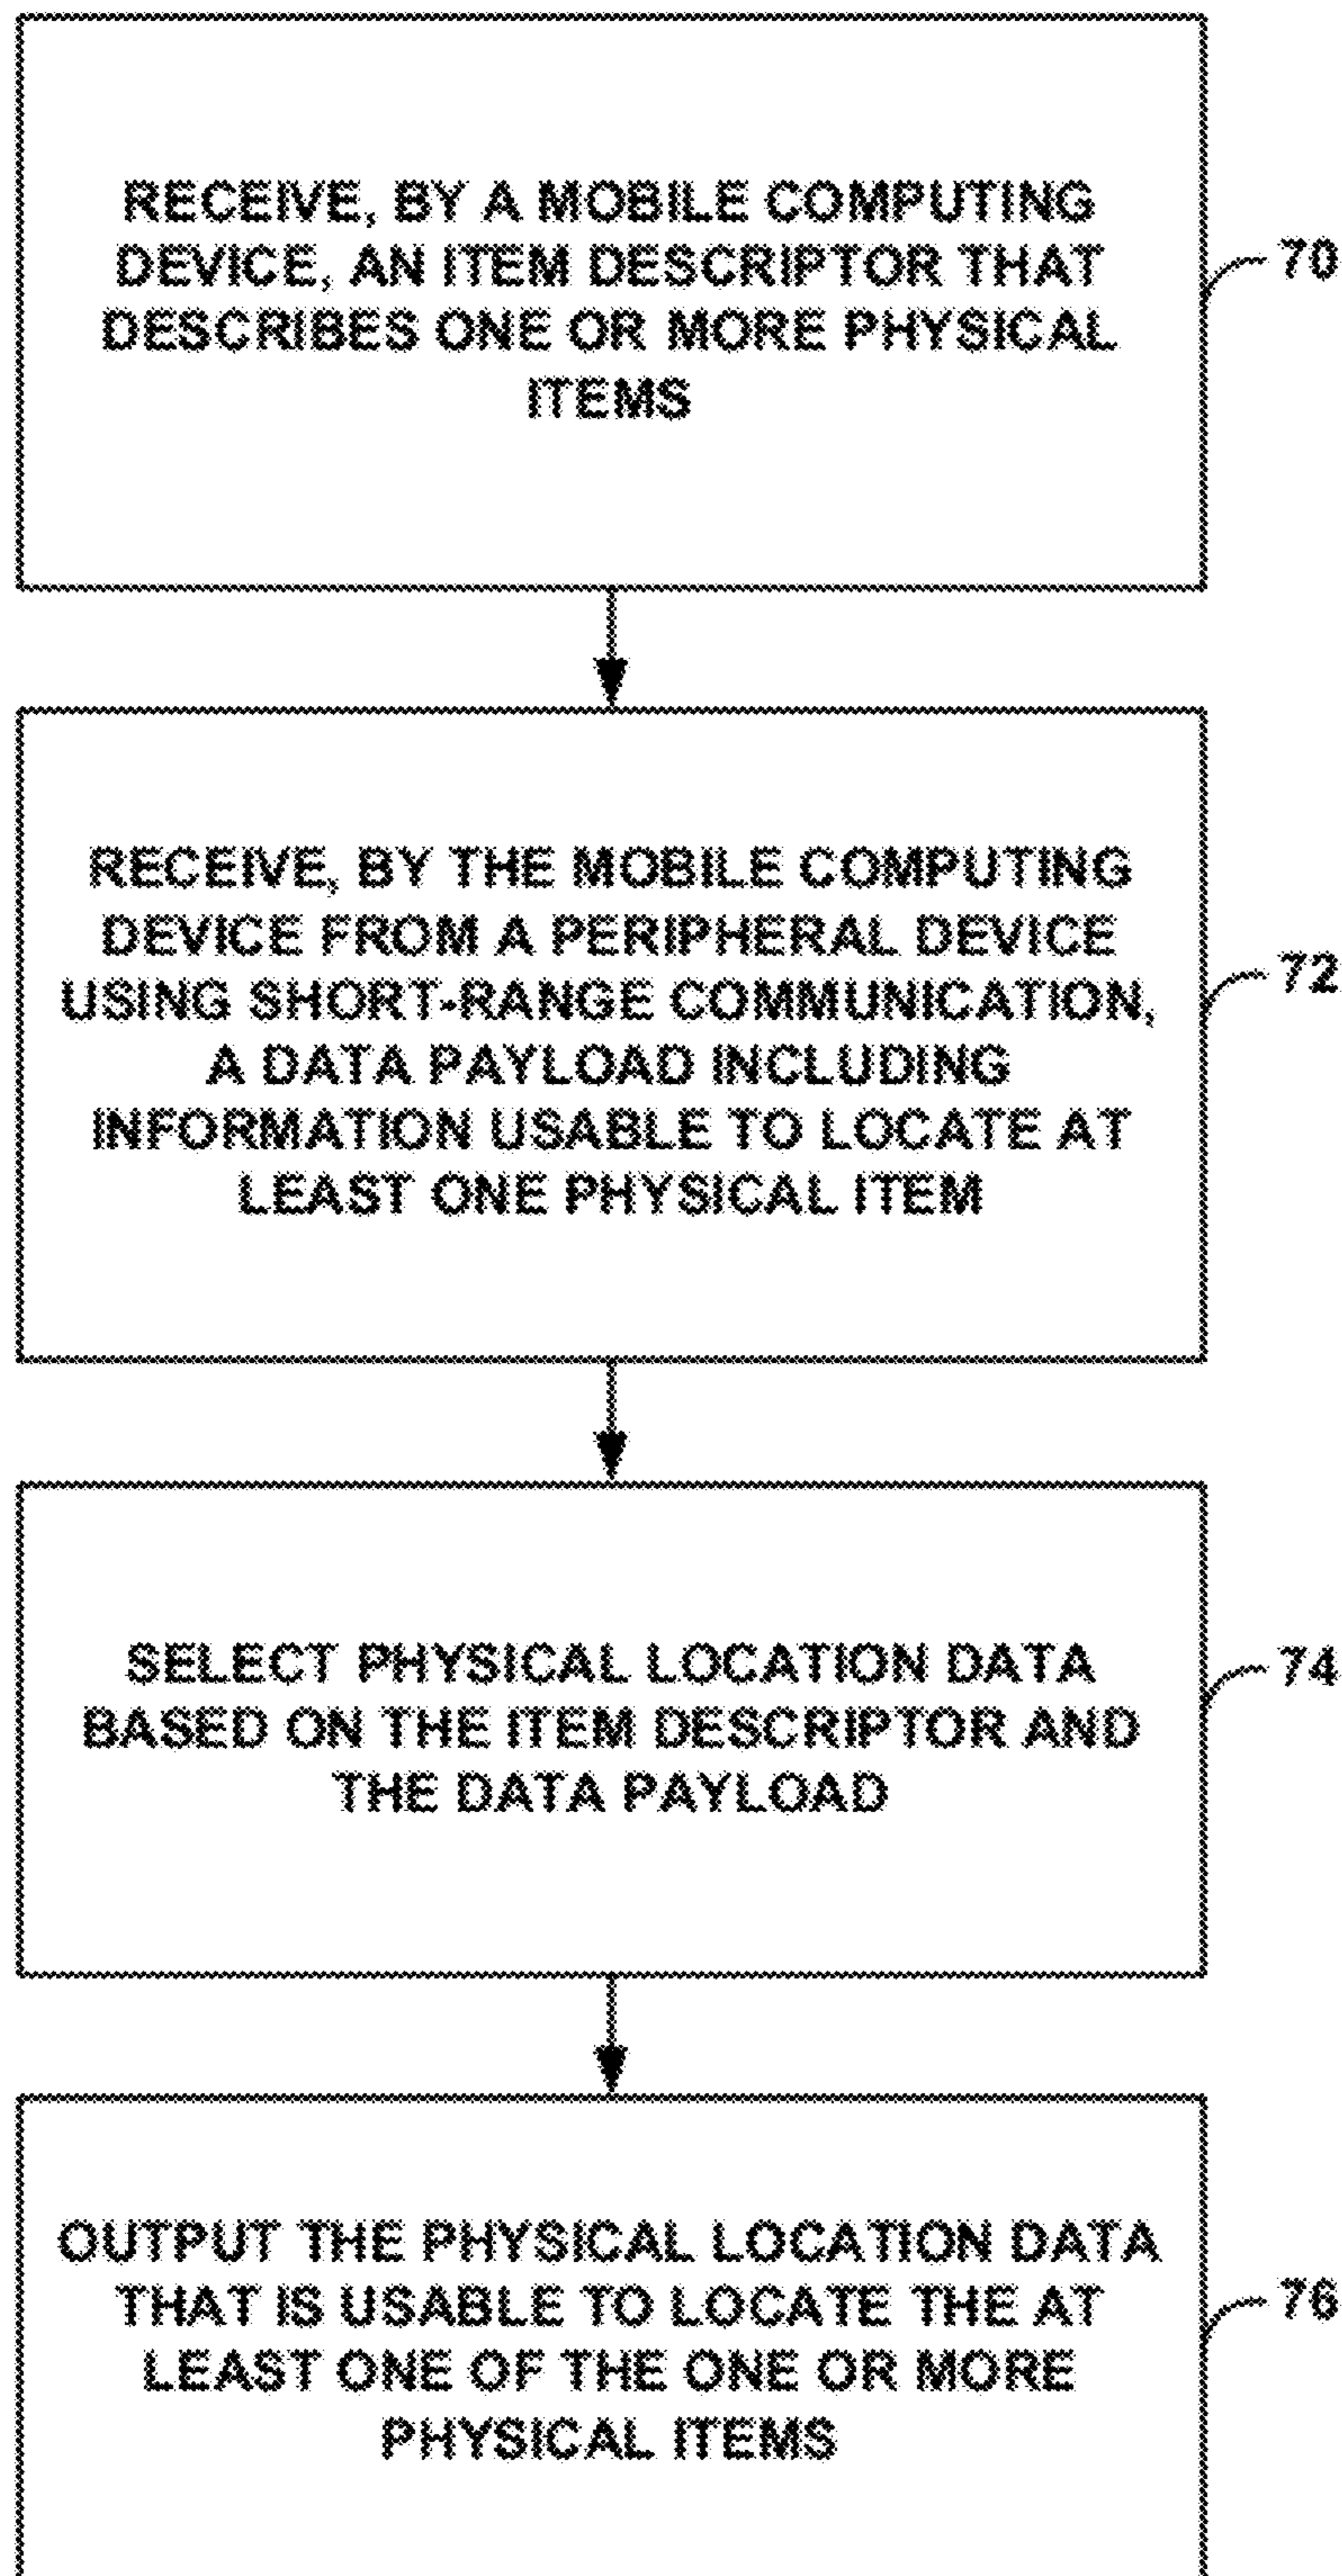 RECEIVE, BY A MOBILE COMPUTING
DEVICE, AN ITEM DESCRIPTOR THAT
DESCRIBES ONE OR MORE PHYSICAL
ITEMS
70
RECEIVE, BY THE MOBILE COMPUTING
DEVICE FROM A PERIPHERAL DEVICE
USING SHORT-RANGE COMMUNICATION,
A DATA PAYLOAD INCLUDING
INFORMATION USABLE TO LOCATE AT
LEAST ONE PHYSICAL ITEM
72
SELECT PHYSICAL LOCATION DATA
BASED ON THE ITEM DESCRIPTOR AND
THE DATA PAYLOAD
74
OUTPUT THE PHYSICAL LOCATION DATA
THAT IS USABLE TO LOCATE THE AT
LEAST ONE OF THE ONE OR MORE
PHYSICAL ITEMS
76